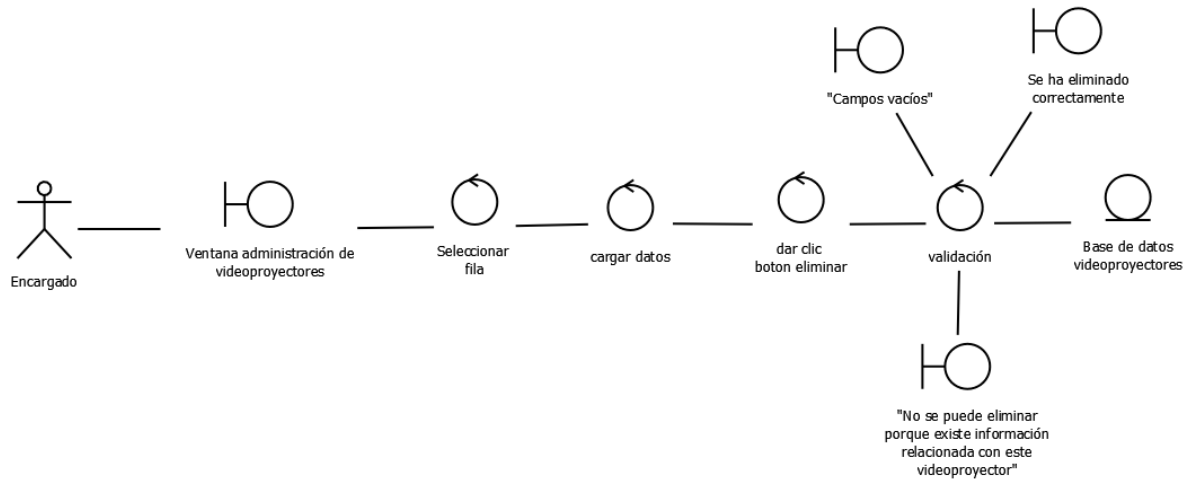 "Campos vacíos"
Se ha eliminado
correctamente
Encargado
Ventana administración de
videoproyectores
Seleccionar
fila
cargar datos
dar clic
boton eliminar
validación
Base de datos
videoproyectores
"No se puede eliminar
porque existe información
relacionada con este
videoproyector"